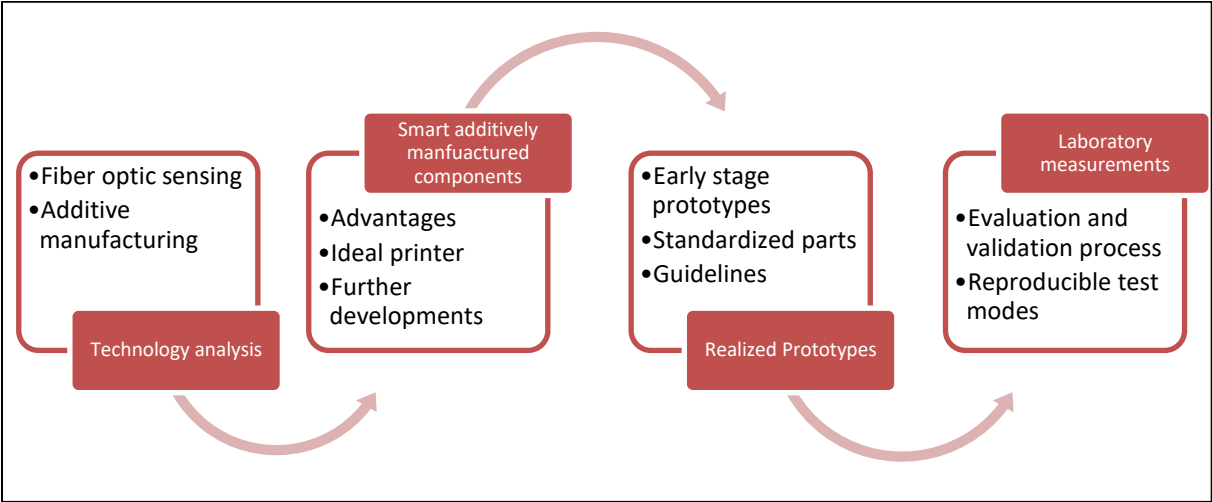 •Fiber optic sensing
•Additive
manufacturing
Technology analysis
Smart additively
manfuactured
components
•Advantages
•Ideal printer
•Further
developments
•Early stage
prototypes
•Standardized parts
•Guidelines
Realized Prototypes
Laboratory
measurements
•Evaluation and
validation process
•Reproducible test
modes